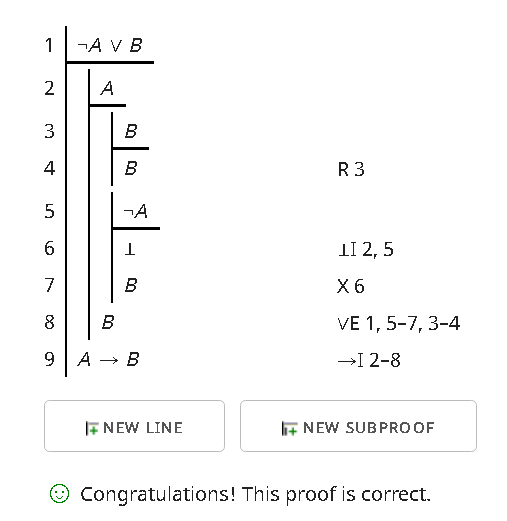 1 ¬A ∨ B
2 A
3 B
4 B R 3
5 ¬A
6 ⊥ ⊥I 2, 5
7 B X 6
8 B ∨E 1, 5–7, 3–4
9 A → B →I 2–8
NEW LINE NEW SUBPROOF
Congratulations! This proof is correct.